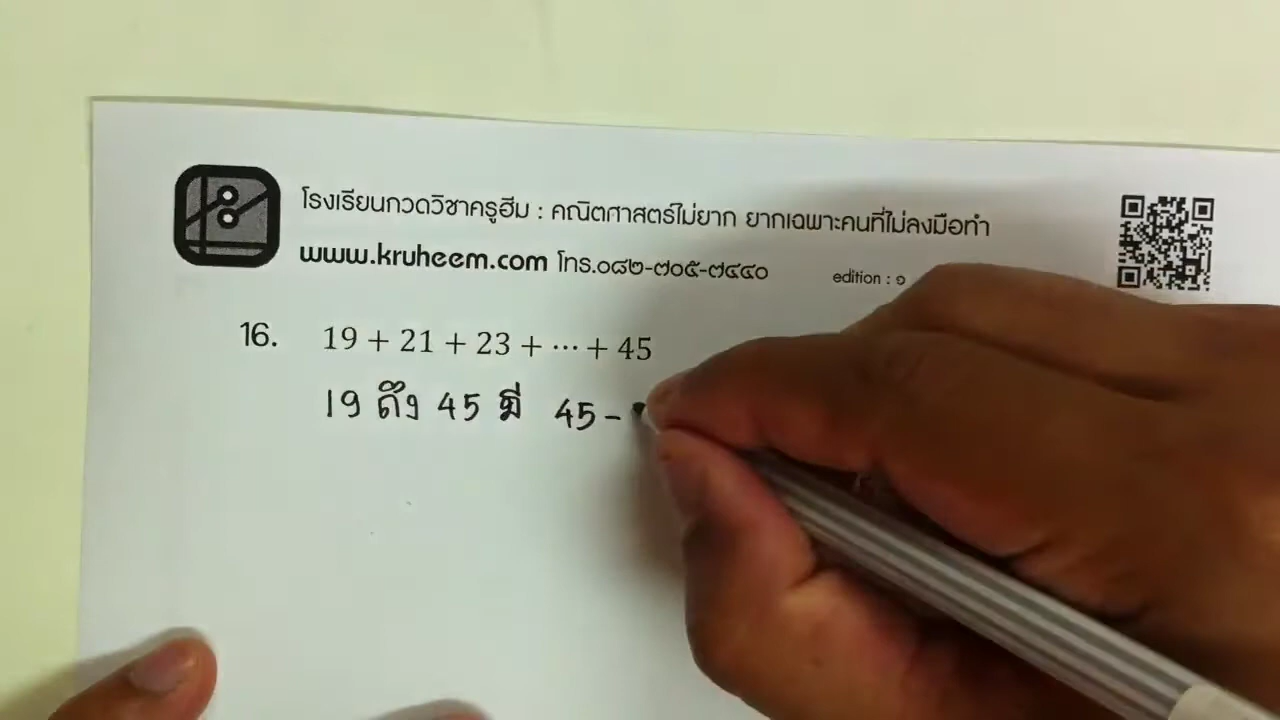 โรงเรียนกวดวิชาครูฮีม : คณิตศาสตร์ไม่ยาก ยากเฉพาะคนที่ไม่ลงมือทำ
www.kruheem.com โทร.๐๘๒-๗๐๕-๗๔๔๐
edition : ๑
16. 19 + 21 + 23 + ⋯ + 45
19 ถึง 45 มี 45 -